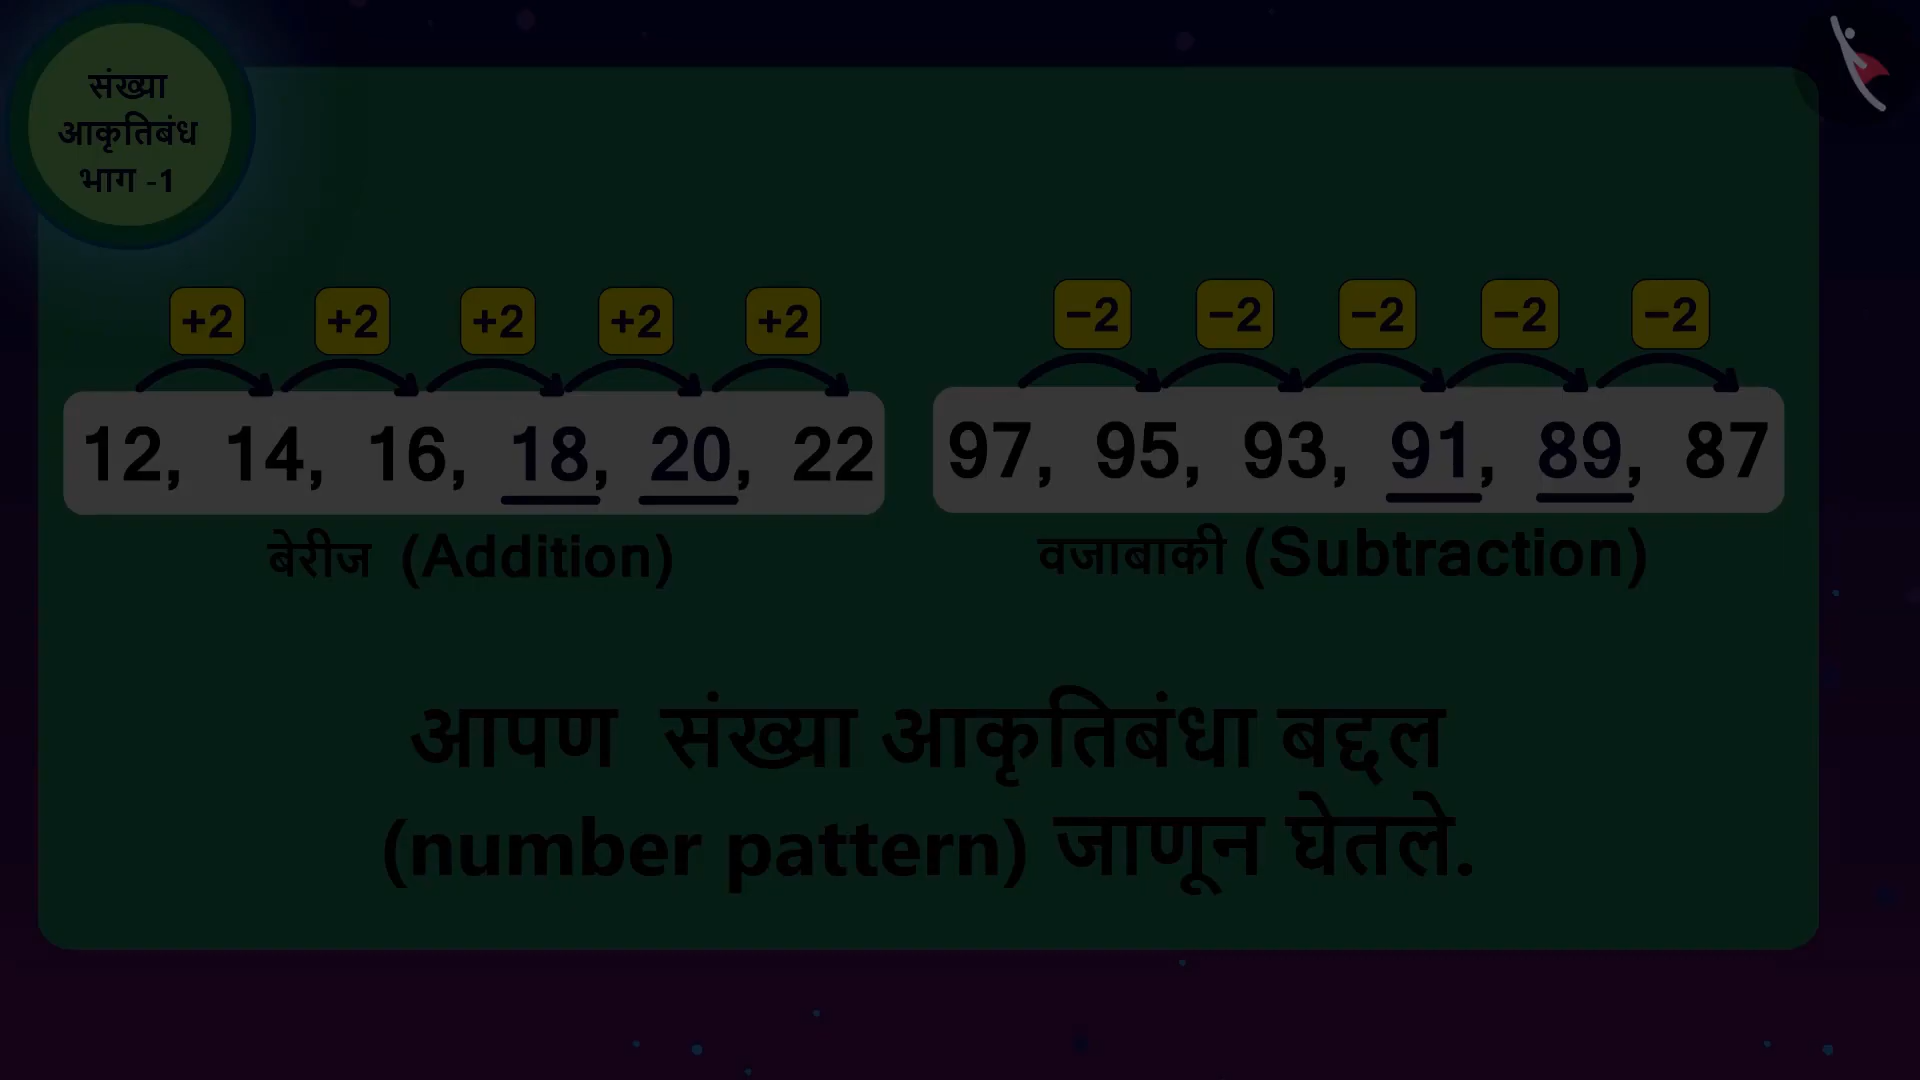 संख्या
आकृतिबंध
भाग -1
+2 +2 +2 +2 +2
12, 14, 16, 18, 20, 22
बेरीज (Addition)
−2 −2 −2 −2 −2
97, 95, 93, 91, 89, 87
वजाबाकी (Subtraction)
आपण संख्या आकृतिबंधा बद्दल
(number pattern) जाणून घेतले.